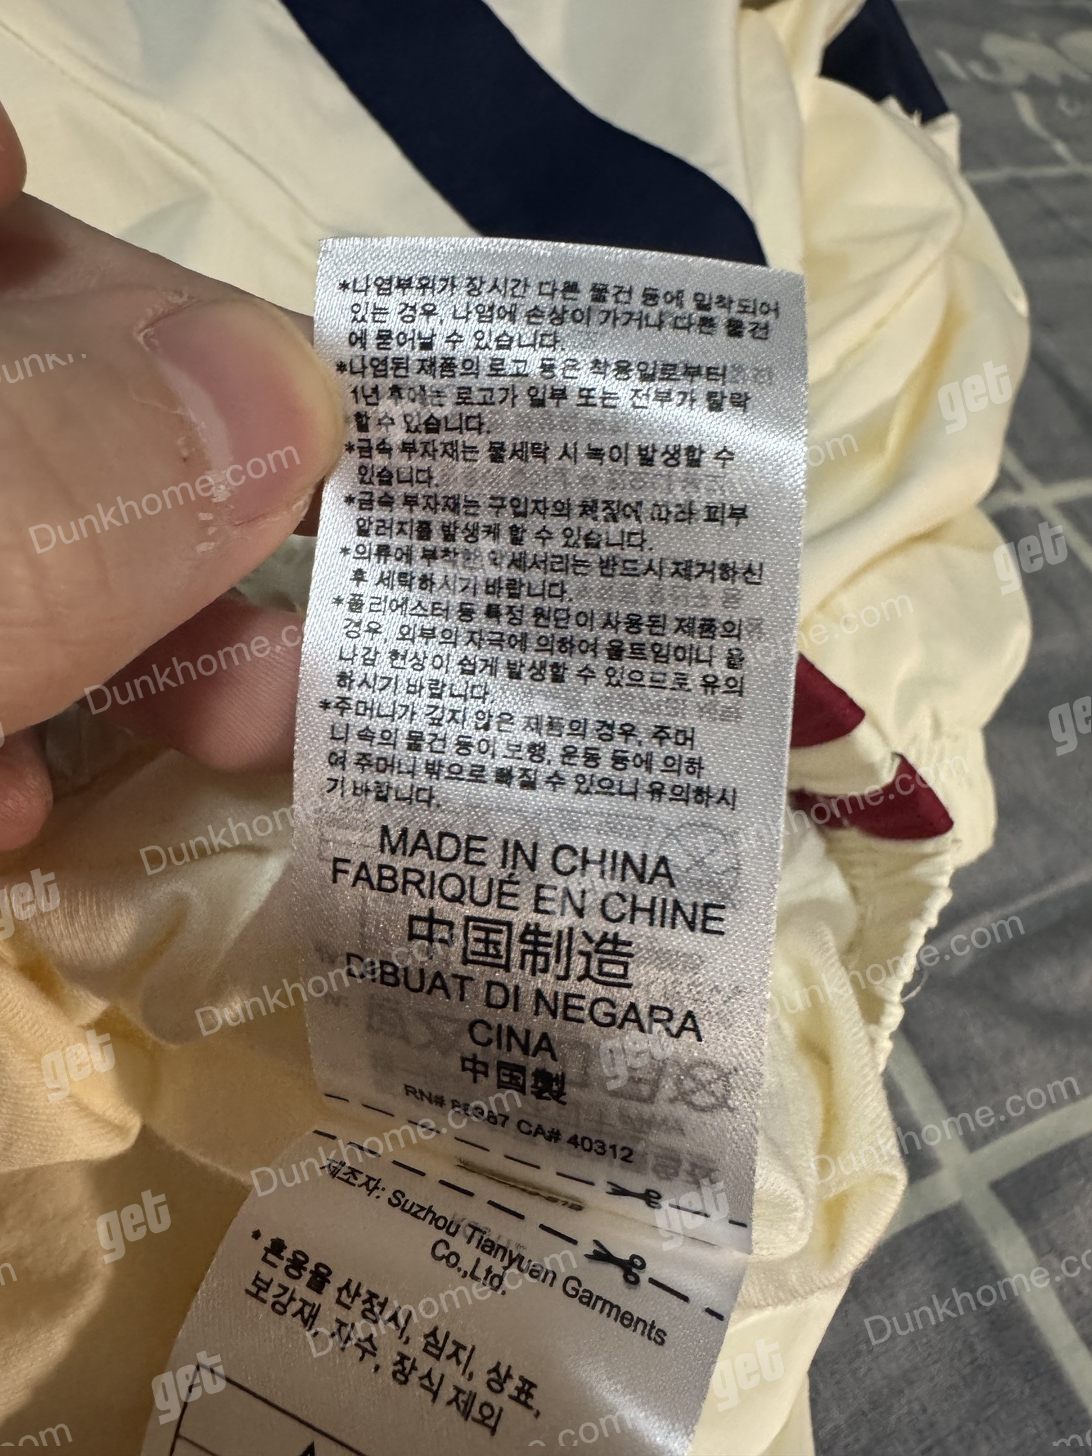 *나염부위가 장시간 다른 물건 등에 밀착되어
있는 경우, 나염에 손상이 가거나 다른 물건
에 묻어날 수 있습니다.
*나염된 제품의 로고 등은 착용일로부터
1년 후에는 로고가 일부 또는 전부가 탈락
할 수 있습니다.
*금속 부자재는 물세탁 시 녹이 발생할 수
있습니다.
*금속 부자재는 구입자의 체질에 따라 피부
알러지를 발생케 할 수 있습니다.
*의류에 부착한 악세서리는 반드시 제거하신
후 세탁하시기 바랍니다.
*폴리에스터 등 특정 원단이 사용된 제품의
경우, 외부의 자극에 의하여 올트임이나 올
나감 현상이 쉽게 발생할 수 있으므로 유의
하시기 바랍니다.
*주머니가 깊지 않은 제품의 경우, 주머
니 속의 물건 등이 보행, 운동 등에 의하
여 주머니 밖으로 빠질 수 있으니 유의하시
기 바랍니다.
MADE IN CHINA
FABRIQUÉ EN CHINE
中国制造
DIBUAT DI NEGARA
CINA
中国製
RN# CA# 40312
제조자: Suzhou Tianyuan Garments
Co.,Ltd.
*혼용율 산정시, 심지, 상표,
보강재, 자수, 장식 제외
get
Dunkhome.com